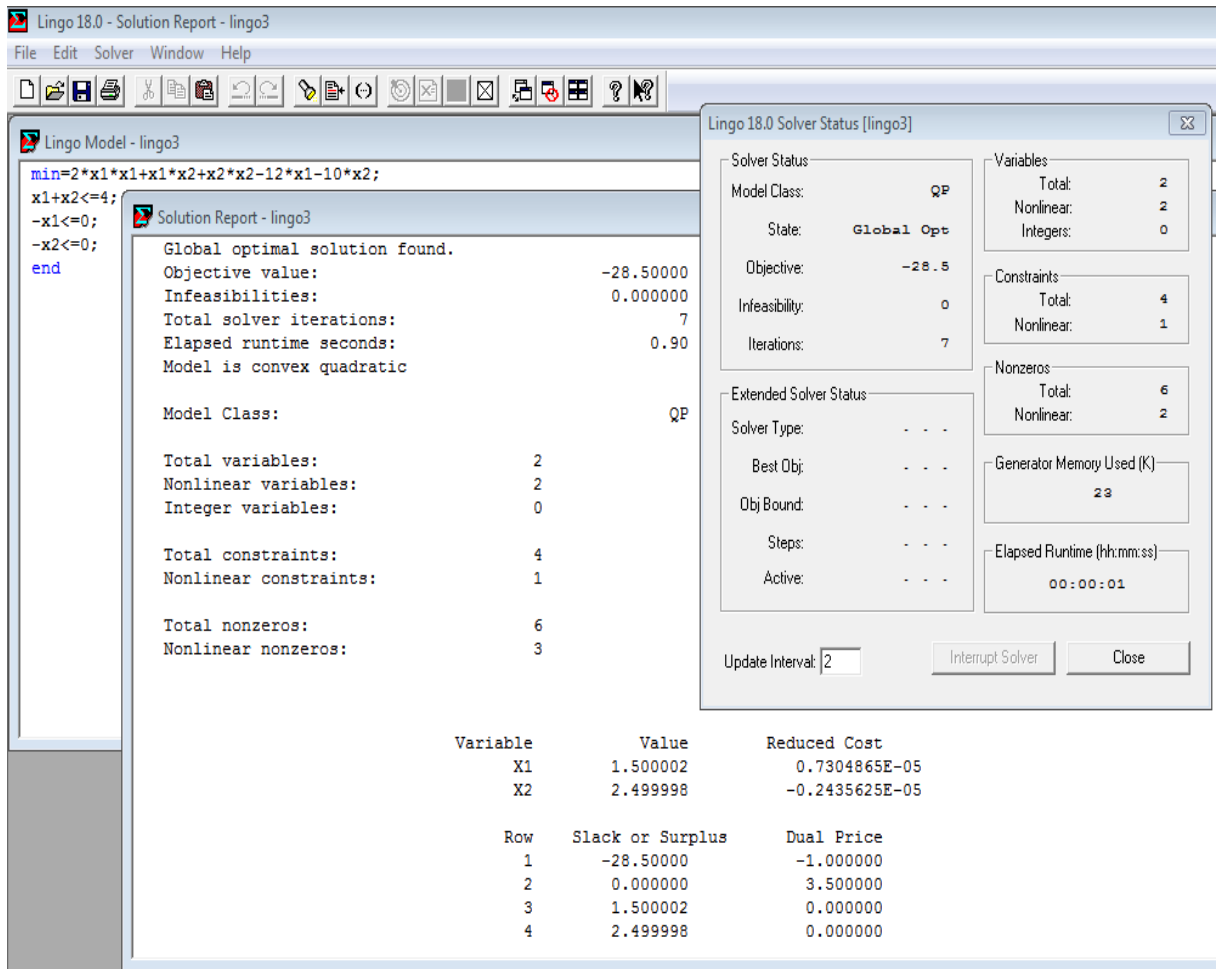 Lingo 18.0 - Solution Report - lingo3
File Edit Solver Window Help
Lingo Model - lingo3
min=2*x1*x1+x1*x2+x2*x2-12*x1-10*x2;
x1+x2<=4;
-x1<=0;
-x2<=0;
end
Solution Report - lingo3
Global optimal solution found.
Objective value: -28.50000
Infeasibilities: 0.000000
Total solver iterations: 7
Elapsed runtime seconds: 0.90
Model is convex quadratic
Model Class: QP
Total variables: 2
Nonlinear variables: 2
Integer variables: 0
Total constraints: 4
Nonlinear constraints: 1
Total nonzeros: 6
Nonlinear nonzeros: 3
Variable Value Reduced Cost
X1 1.500002 0.7304865E-05
X2 2.499998 -0.2435625E-05
Row Slack or Surplus Dual Price
1 -28.50000 -1.000000
2 0.000000 3.500000
3 1.500002 0.000000
4 2.499998 0.000000
Lingo 18.0 Solver Status [lingo3]
Solver Status
Model Class: QP
State: Global Opt
Objective: -28.5
Infeasibility: 0
Iterations: 7
Extended Solver Status
Solver Type: - - -
Best Obj: - - -
Obj Bound: - - -
Steps: - - -
Active: - - -
Variables
Total: 2
Nonlinear: 2
Integers: 0
Constraints
Total: 4
Nonlinear: 1
Nonzeros
Total: 6
Nonlinear: 2
Generator Memory Used (K)
23
Elapsed Runtime (hh:mm:ss)
00:00:01
Update Interval: 2
Interrupt Solver
Close